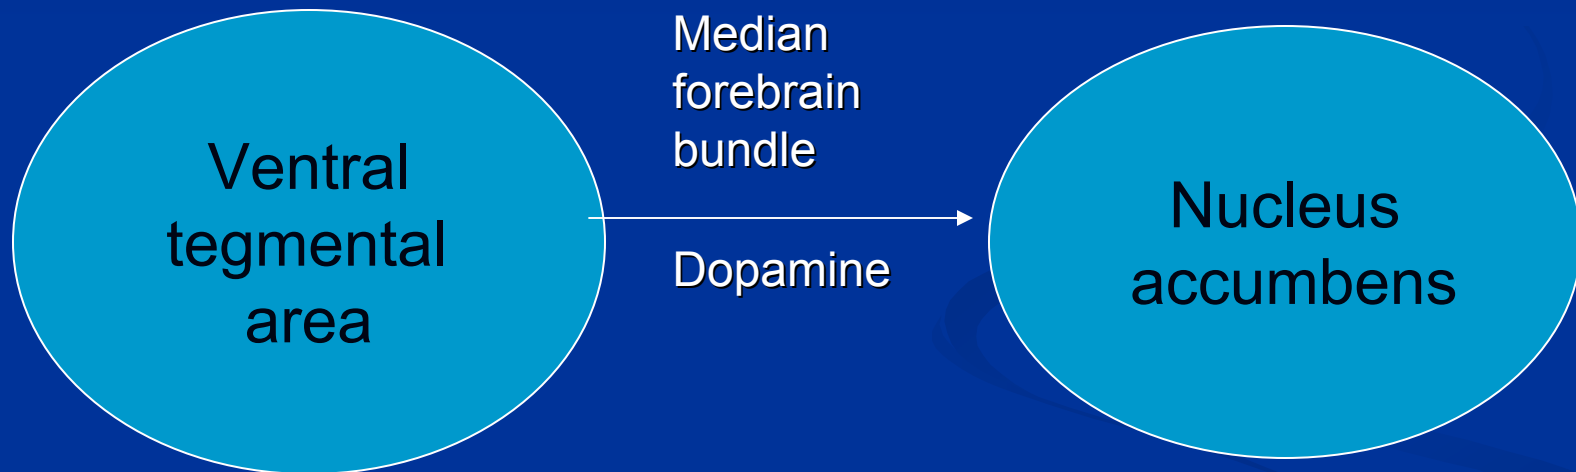 Ventral
tegmental
area
Median
forebrain
bundle
Dopamine
Nucleus
accumbens